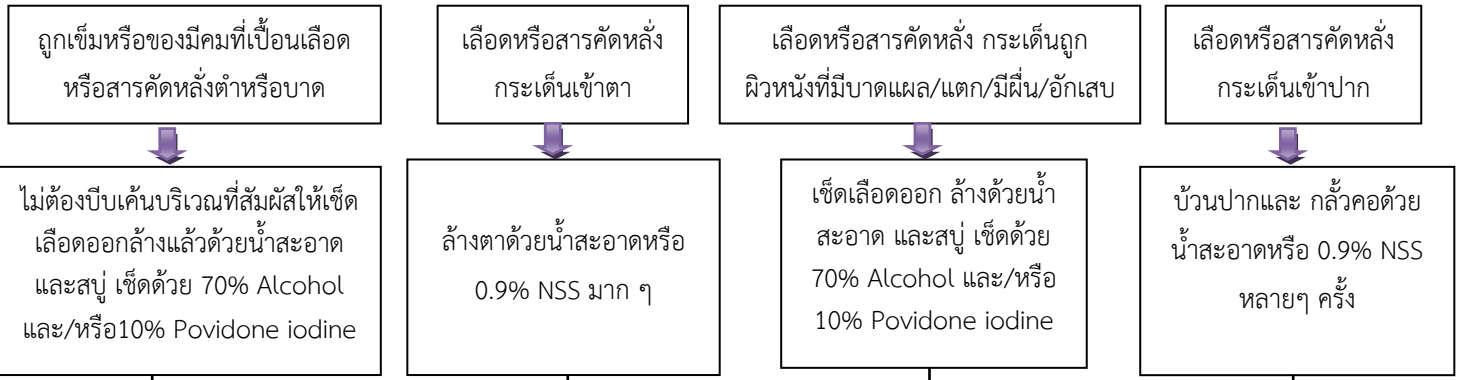 ถูกเข็มหรือของมีคมที่เปื้อนเลือด
หรือสารคัดหลั่งตำหรือบาด
เลือดหรือสารคัดหลั่ง
กระเด็นเข้าตา
เลือดหรือสารคัดหลั่ง กระเด็นถูก
ผิวหนังที่มีบาดแผล/แตก/มีผื่น/อักเสบ
เลือดหรือสารคัดหลั่ง
กระเด็นเข้าปาก
ไม่ต้องบีบเค้นบริเวณที่สัมผัสให้เช็ด
เลือดออกล้างแล้วด้วยน้ำสะอาด
และสบู่ เช็ดด้วย 70% Alcohol
และ/หรือ10% Povidone iodine
ล้างตาด้วยน้ำสะอาดหรือ
0.9% NSS มาก ๆ
เช็ดเลือดออก ล้างด้วยน้ำ
สะอาด และสบู่ เช็ดด้วย
70% Alcohol และ/หรือ
10% Povidone iodine
บ้วนปากและ กลั้วคอด้วย
น้ำสะอาดหรือ 0.9% NSS
หลายๆ ครั้ง